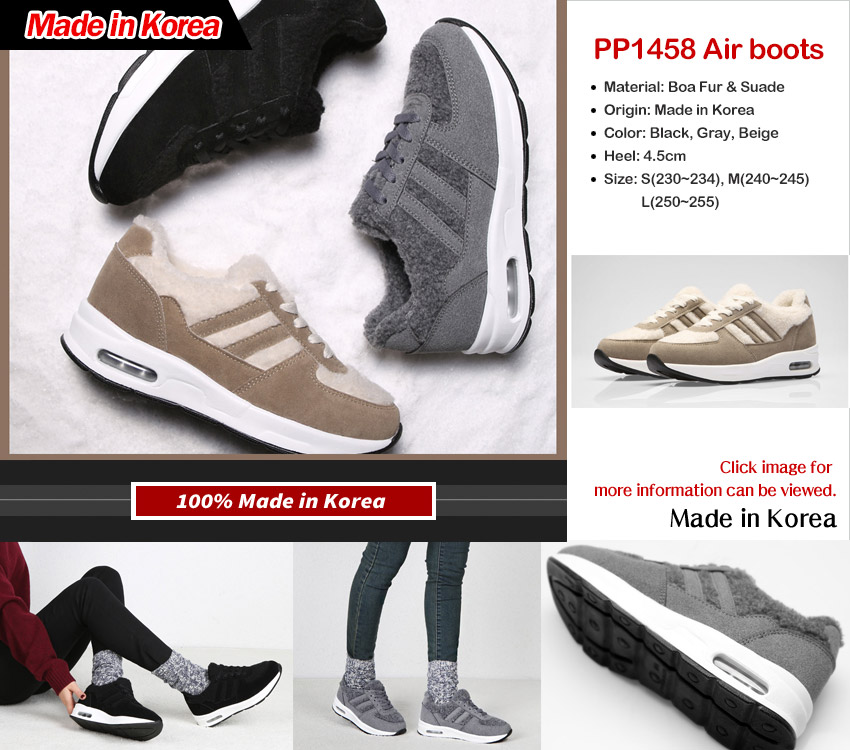 Made in Korea
PP1458 Air boots
• Material: Boa Fur & Suade
• Origin: Made in Korea
• Color: Black, Gray, Beige
• Heel: 4.5cm
• Size: S(230~234), M(240~245)
L(250~255)
Click image for
more information can be viewed.
Made in Korea
100% Made in Korea